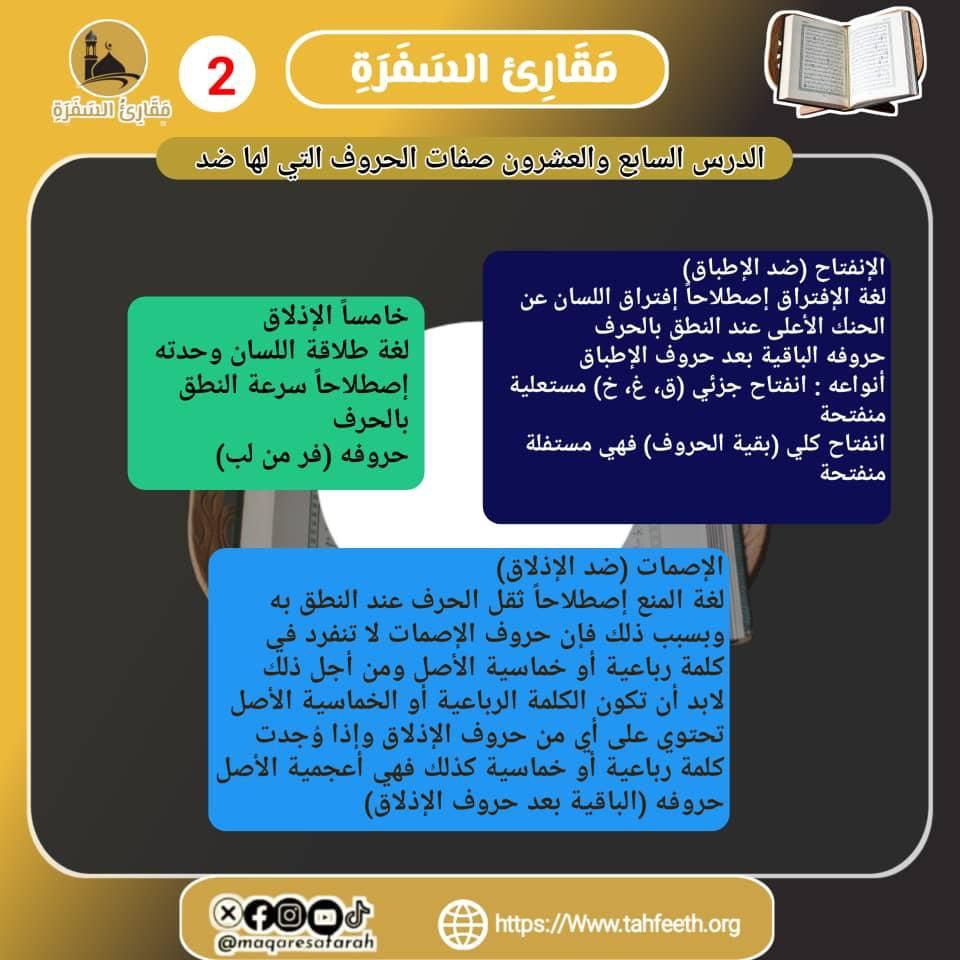 مَقَارِئُ السَفَرَةِ
2
مَقَارِئ السَفَرَةِ
الدرس السابع والعشرون صفات الحروف التي لها ضد
الإنفتاح (ضد الإطباق)
لغة الإفتراق إصطلاحاً إفتراق اللسان عن
الحنك الأعلى عند النطق بالحرف
حروفه الباقية بعد حروف الإطباق
أنواعه : انفتاح جزئي (ق، غ، خ) مستعلية
منفتحة
انفتاح كلي (بقية الحروف) فهي مستفلة
منفتحة
خامساً الإذلاق
لغة طلاقة اللسان وحدته
إصطلاحاً سرعة النطق
بالحرف
حروفه (فر من لب)
الإصمات (ضد الإذلاق)
لغة المنع إصطلاحاً ثقل الحرف عند النطق به
وبسبب ذلك فإن حروف الإصمات لا تنفرد في
كلمة رباعية أو خماسية الأصل ومن أجل ذلك
لابد أن تكون الكلمة الرباعية أو الخماسية الأصل
تحتوي على أي من حروف الإذلاق وإذا وُجدت
كلمة رباعية أو خماسية كذلك فهي أعجمية الأصل
حروفه (الباقية بعد حروف الإذلاق)
@maqaresafarah
https://Www.tahfeeth.org